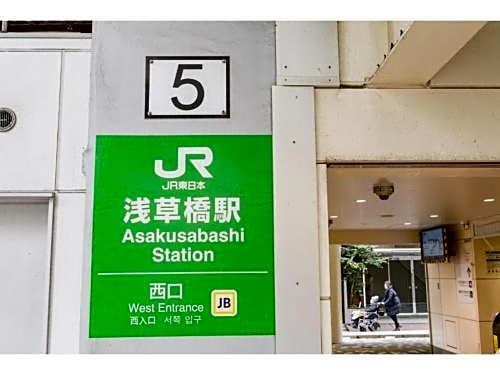 5
JR
JR東日本
浅草橋駅
Asakusabashi
Station
西口
West Entrance
JB
西入口 서쪽 입구